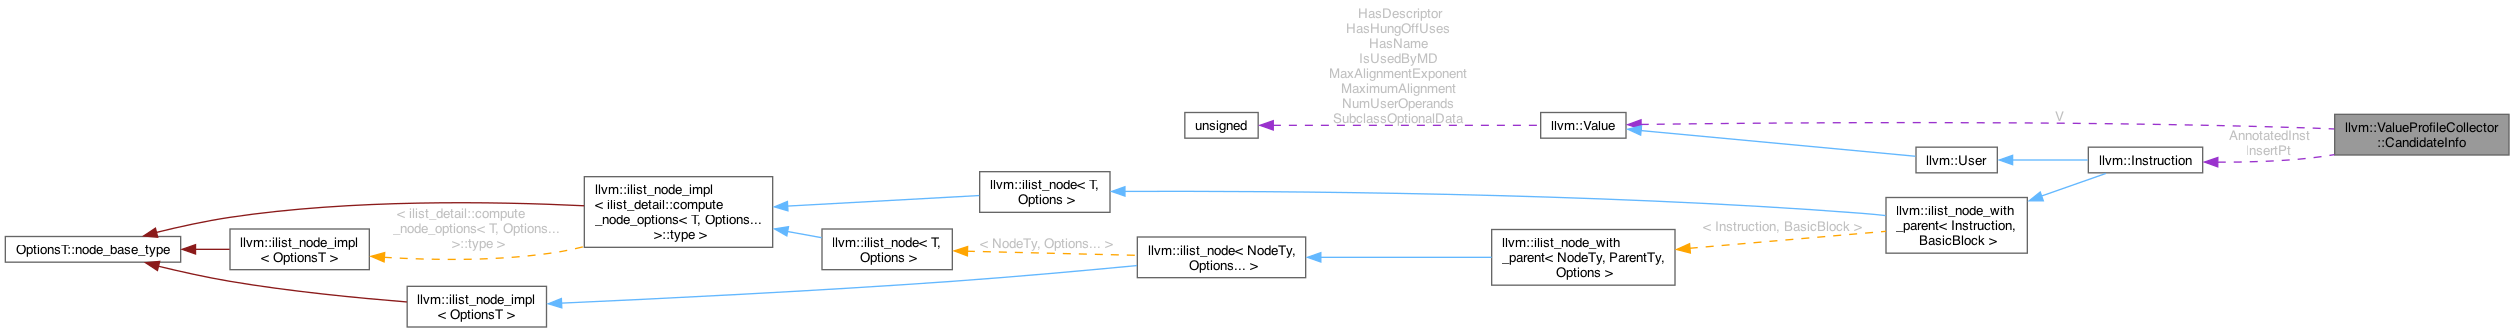 HasDescriptor
HasHungOffUses
HasName
IsUsedByMD
MaxAlignmentExponent
MaximumAlignment
NumUserOperands
SubclassOptionalData
unsigned
llvm::Value
V
llvm::ValueProfileCollector
::CandidateInfo
AnnotatedInst
InsertPt
llvm::User
llvm::Instruction
llvm::ilist_node_impl
< ilist_detail::compute
_node_options< T, Options...
>::type >
llvm::ilist_node< T,
Options >
llvm::ilist_node_with
_parent< Instruction,
BasicBlock >
< ilist_detail::compute
_node_options< T, Options...
>::type >
OptionsT::node_base_type
llvm::ilist_node_impl
< OptionsT >
llvm::ilist_node< T,
Options >
< NodeTy, Options... >
llvm::ilist_node< NodeTy,
Options... >
llvm::ilist_node_with
_parent< NodeTy, ParentTy,
Options >
< Instruction, BasicBlock >
llvm::ilist_node_impl
< OptionsT >